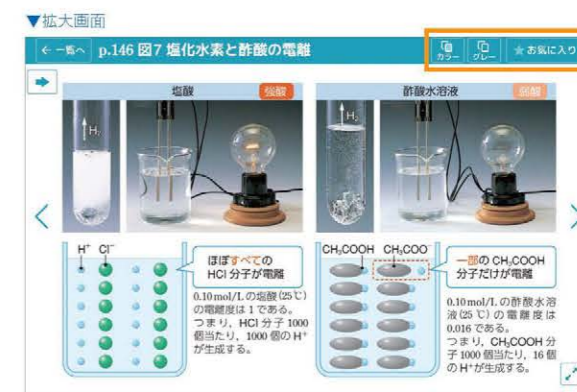 ▼拡大画面
← 一覧へ
p.146 図7 塩化水素と酢酸の電離
カラー
グレー
★お気に入り
塩酸
強酸
H₂
酢酸水溶液
弱酸
H₂
H⁺ Cl⁻
ほぼすべての
HCl 分子が電離
0.10 mol/L の塩酸 (25℃)
の電離度は 1 である。
つまり，HCl 分子 1000
個当たり，1000 個の H⁺
が生成する。
CH₃COOH CH₃COO⁻
一部の CH₃COOH
分子だけが電離
0.10 mol/L の酢酸水溶
液 (25℃) の電離度は
0.016 である。
つまり，CH₃COOH 分
子 1000 個当たり，16 個
の H⁺が生成する。